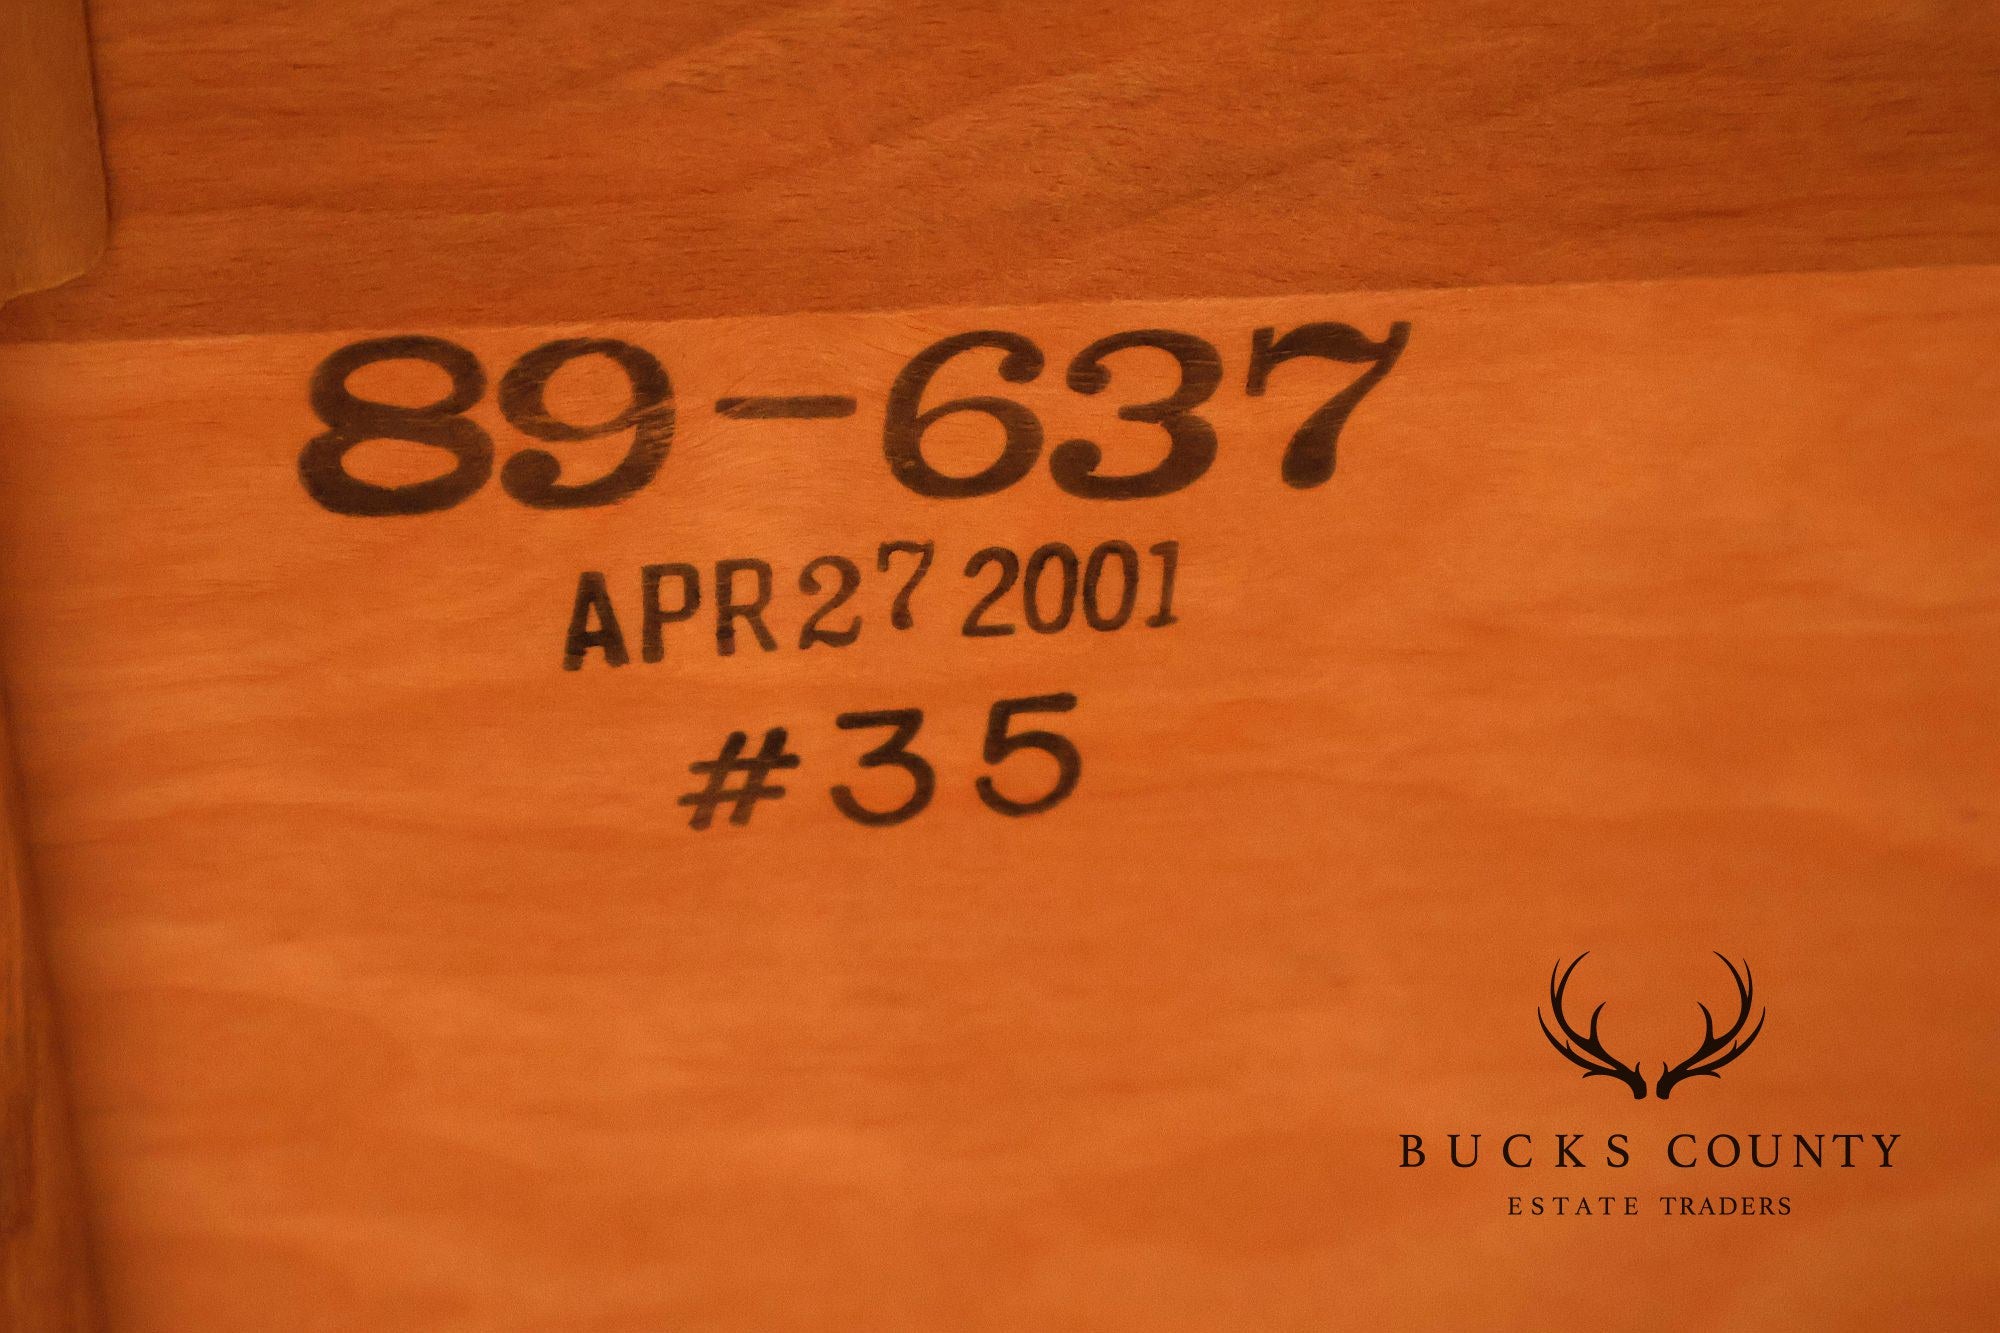 89-637
APR 27 2001
#35
BUCKS COUNTY
ESTATE TRADERS